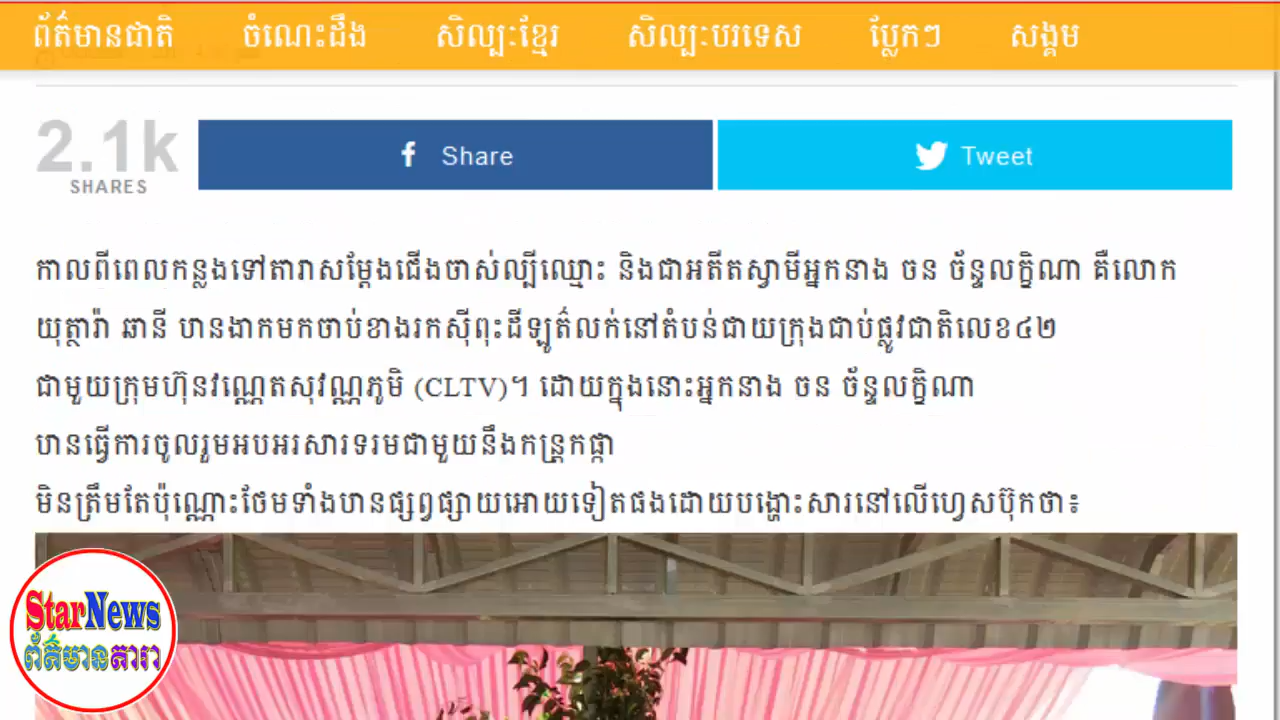 ព័ត៌មានជាតិ ចំណេះដឹង សិល្បៈខ្មែរ សិល្បៈបរទេស ប្លែកៗ សង្គម
2.1k
SHARES
Share
Tweet
កាលពីពេលកន្លងទៅតារាសម្ដែងជើងចាស់ល្បីឈ្មោះ និងជាអតីតស្វាមីអ្នកនាង ចន ច័ន្ទលក្ខិណា គឺលោក
យុត្ថារ៉ា ឆានី បានងាកមកចាប់ខាងរកស៊ីពុះដីឡូត៍លក់នៅតំបន់ជាយក្រុងជាប់ផ្លូវជាតិលេខ៤២
ជាមួយក្រុមហ៊ុនវណ្ណេតសុវណ្ណភូមិ (CLTV)។ ដោយក្នុងនោះអ្នកនាង ចន ច័ន្ទលក្ខិណា
បានធ្វើការចូលរួមអបអរសារទរមជាមួយនឹងកន្ត្រកផ្កា
មិនត្រឹមតែប៉ុណ្ណោះថែមទាំងបានផ្សព្វផ្សាយអោយទៀតផងដោយបង្ហោះសារនៅលើហ្វេសប៊ុកថា៖
StarNews
ព័ត៌មានតារា